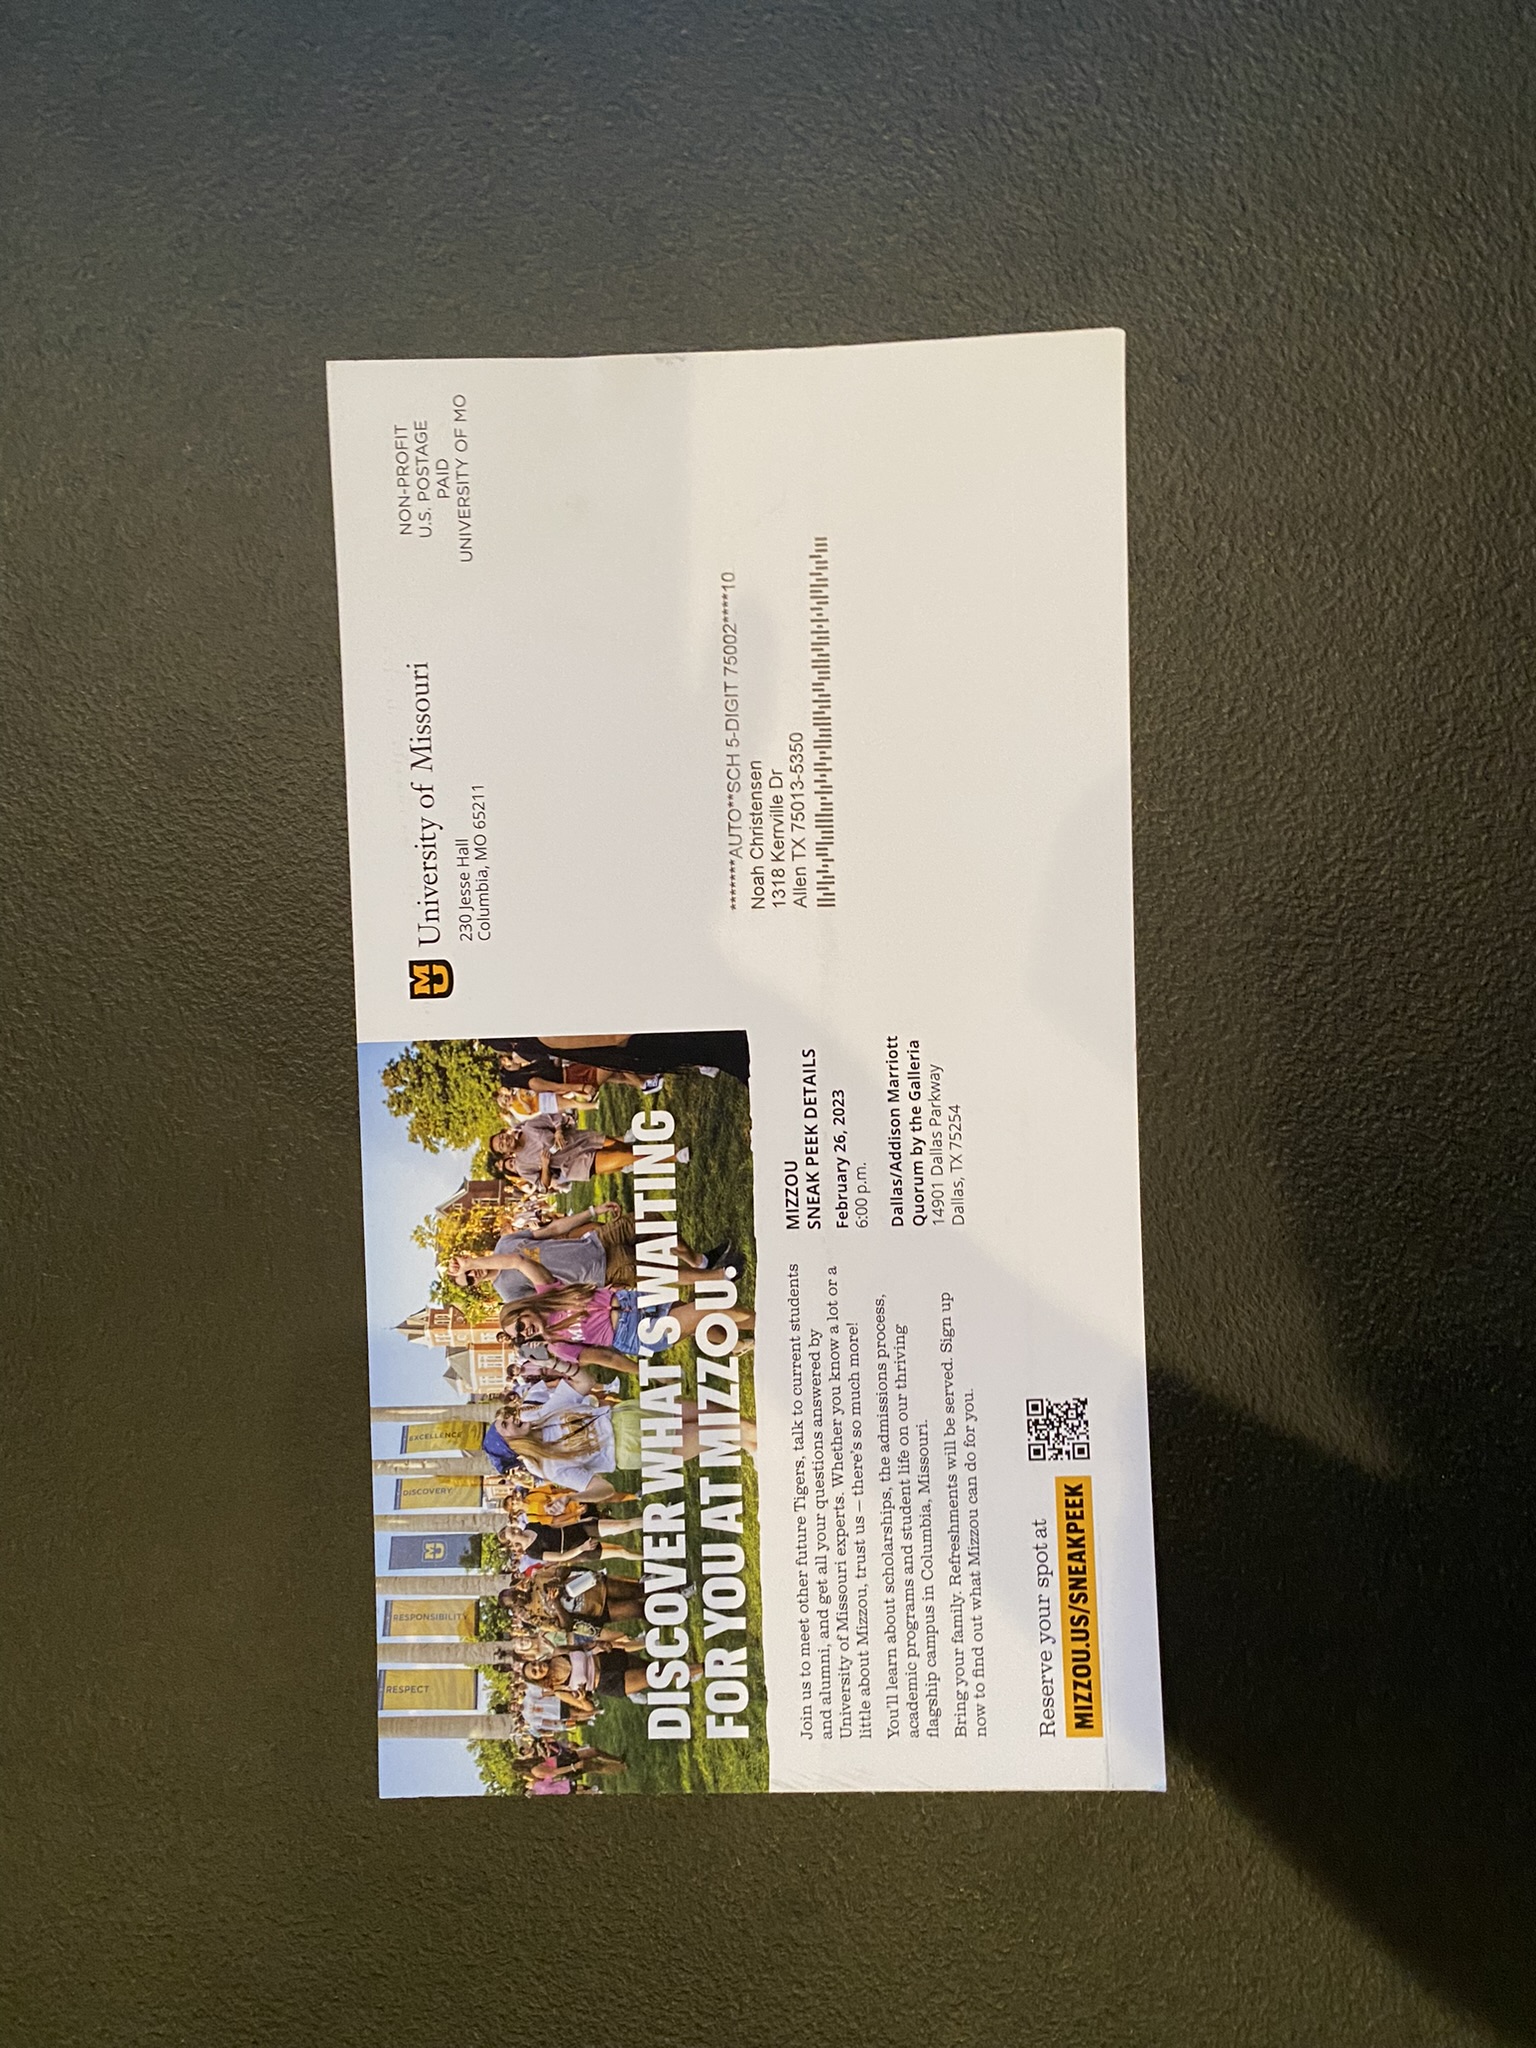 RESPECT
RESPONSIBILITY
MU
DISCOVERY
EXCELLENCE
DISCOVER WHAT'S WAITING
FOR YOU AT MIZZOU.
Join us to meet other future Tigers, talk to current students
and alumni, and get all your questions answered by
University of Missouri experts. Whether you know a lot or a
little about Mizzou, trust us – there's so much more!
You'll learn about scholarships, the admissions process,
academic programs and student life on our thriving
flagship campus in Columbia, Missouri.
Bring your family. Refreshments will be served. Sign up
now to find out what Mizzou can do for you.
Reserve your spot at
MIZZOU.US/SNEAKPEEK
MIZZOU
SNEAK PEEK DETAILS
February 26, 2023
6:00 p.m.
Dallas/Addison Marriott
Quorum by the Galleria
14901 Dallas Parkway
Dallas, TX 75254
MU
University of Missouri
230 Jesse Hall
Columbia, MO 65211
NON-PROFIT
U.S. POSTAGE
PAID
UNIVERSITY OF MO
*******AUTO**SCH 5-DIGIT 75002****10
Noah Christensen
1318 Kerrville Dr
Allen TX 75013-5350